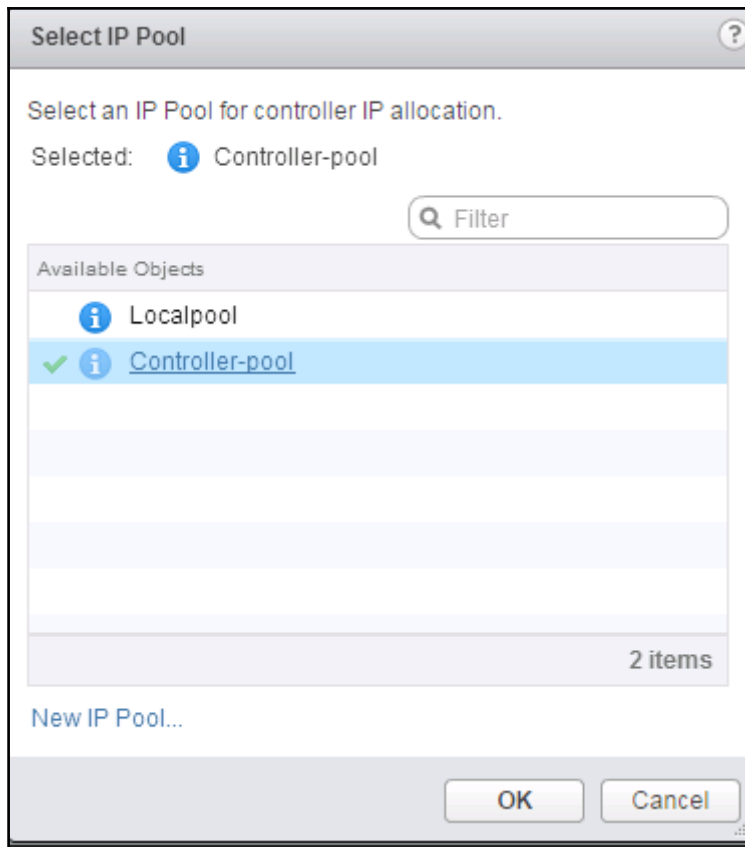 Select IP Pool ?
Select an IP Pool for controller IP allocation.
Selected: Controller-pool
Filter
Available Objects
Localpool
Controller-pool
2 items
New IP Pool...
OK Cancel